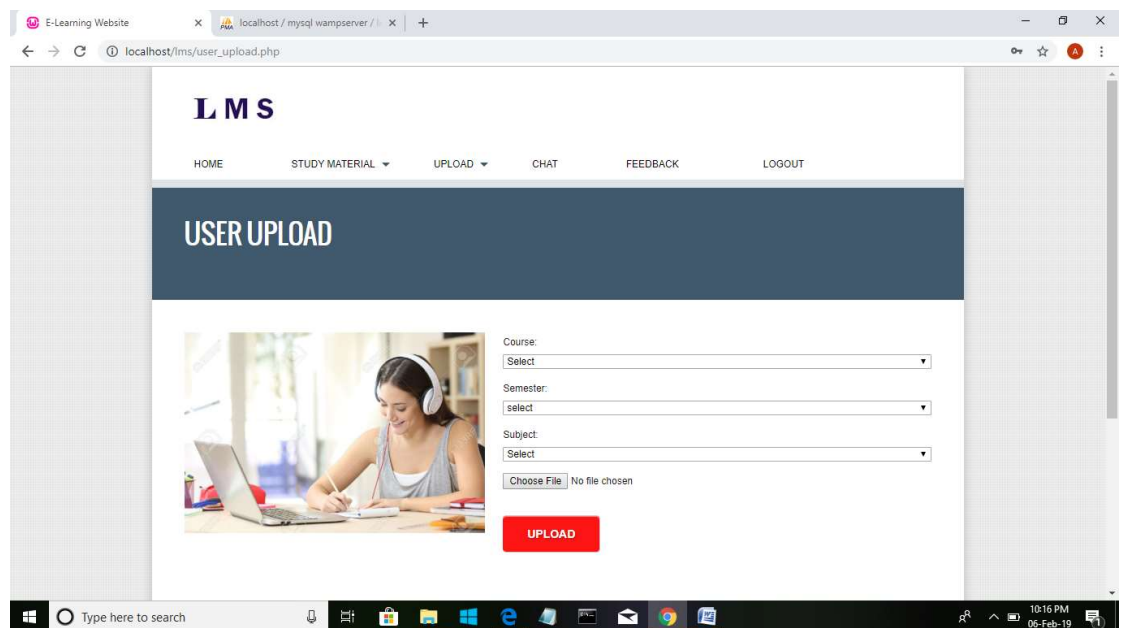 E-Learning Website
localhost / mysql wampserver / l
localhost/lms/user_upload.php
A
L M S
HOME STUDY MATERIAL UPLOAD CHAT FEEDBACK LOGOUT
USER UPLOAD
Course:
Select
Semester:
select
Subject:
Select
Choose File No file chosen
UPLOAD
Type here to search
10:16 PM
06-Feb-19